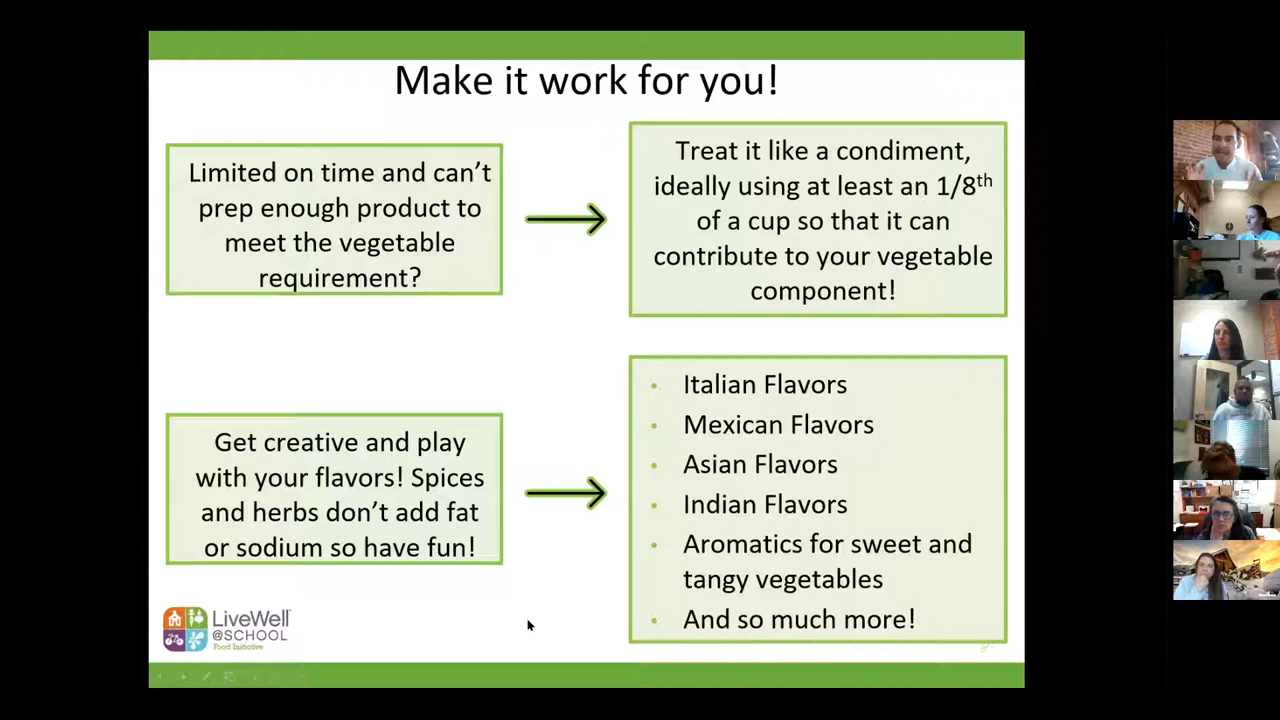 Make it work for you!
Limited on time and can't
prep enough product to
meet the vegetable
requirement?
Treat it like a condiment,
ideally using at least an 1/8th
of a cup so that it can
contribute to your vegetable
component!
Get creative and play
with your flavors! Spices
and herbs don't add fat
or sodium so have fun!
• Italian Flavors
• Mexican Flavors
• Asian Flavors
• Indian Flavors
• Aromatics for sweet and
tangy vegetables
• And so much more!
LiveWell
@SCHOOL
Food Initiative